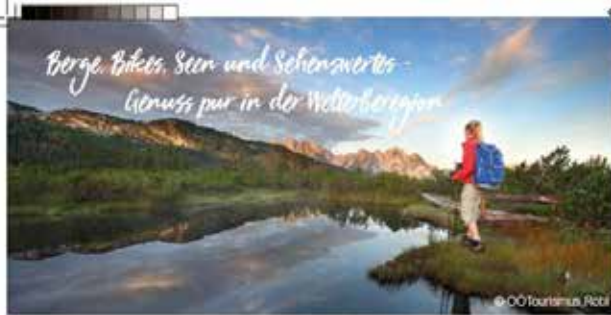 Berge, Bikes, Seen und Sehenswertes -
Genuss pur in der Welterberegion
© OÖTourismus_Röbl